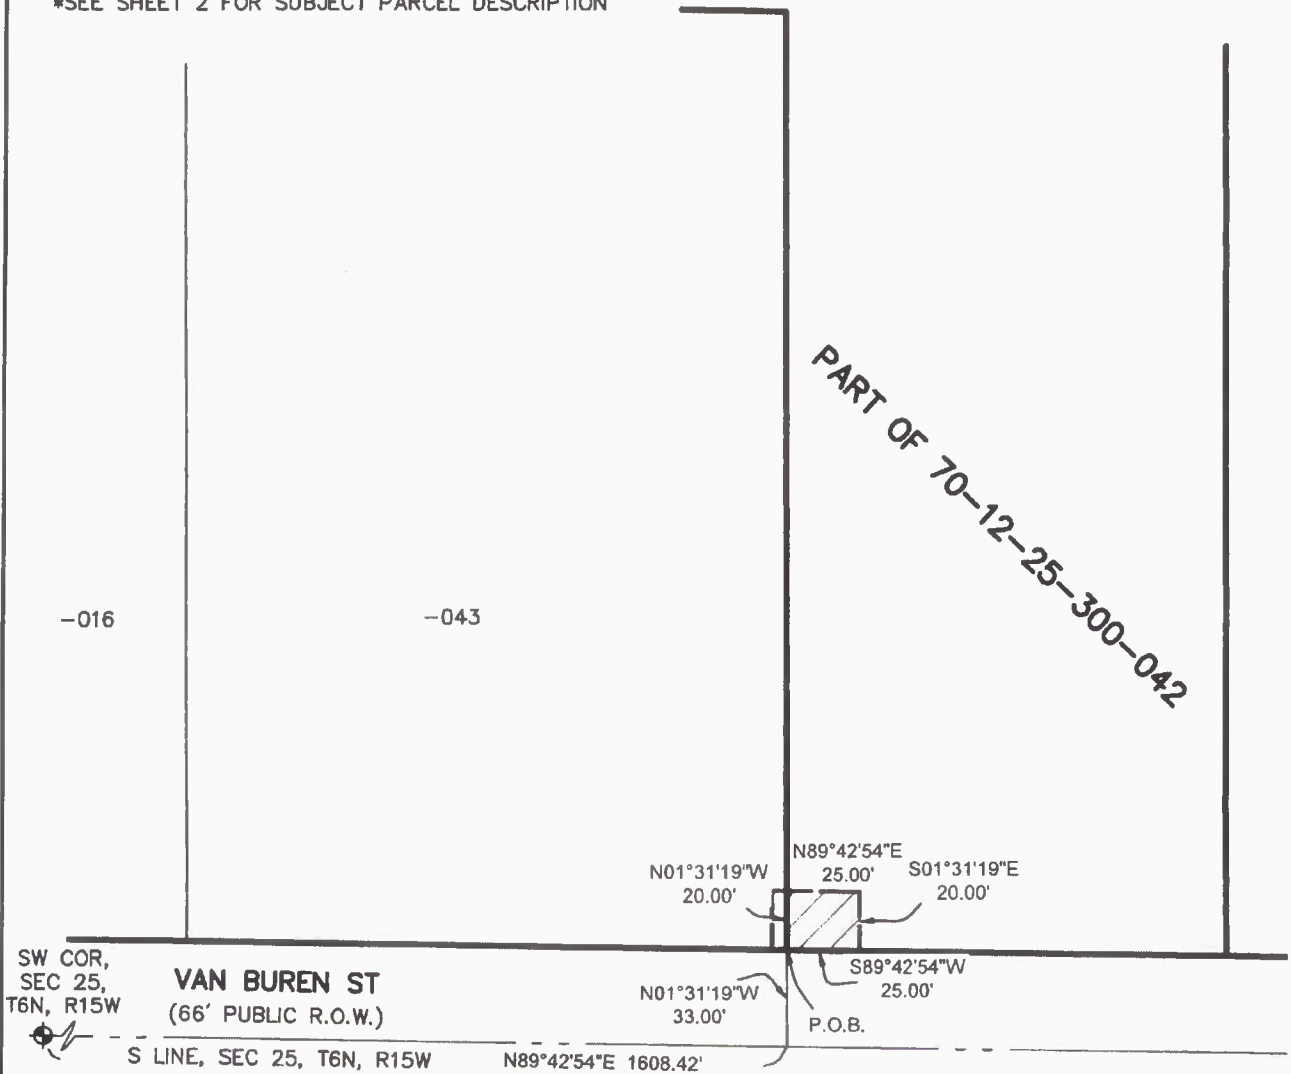 *SEE SHEET 2 FOR SUBJECT PARCEL DESCRIPTION
PART OF 70-12-25-300-042
-016
-043
N01°31'19"W
20.00'
N89°42'54"E
25.00'
S01°31'19"E
20.00'
SW COR,
SEC 25,
T6N, R15W
VAN BUREN ST
(66' PUBLIC R.O.W.)
N01°31'19"W
33.00'
S89°42'54"W
25.00'
P.O.B.
S LINE, SEC 25, T6N, R15W
N89°42'54"E 1608.42'